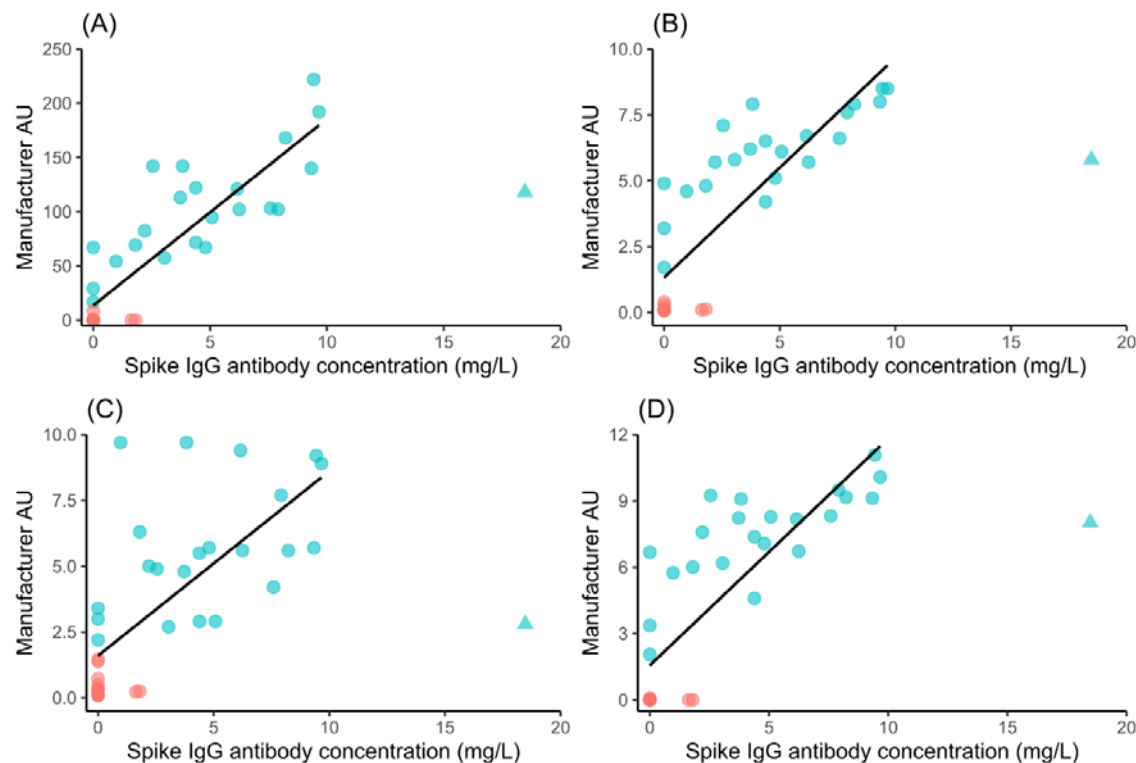 (A)
Manufacturer AU
250
200
150
100
50
0
0 5 10 15 20
Spike IgG antibody concentration (mg/L)
(B)
Manufacturer AU
10.0
7.5
5.0
2.5
0.0
0 5 10 15 20
Spike IgG antibody concentration (mg/L)
(C)
Manufacturer AU
10.0
7.5
5.0
2.5
0.0
0 5 10 15 20
Spike IgG antibody concentration (mg/L)
(D)
Manufacturer AU
12
9
6
3
0
0 5 10 15 20
Spike IgG antibody concentration (mg/L)